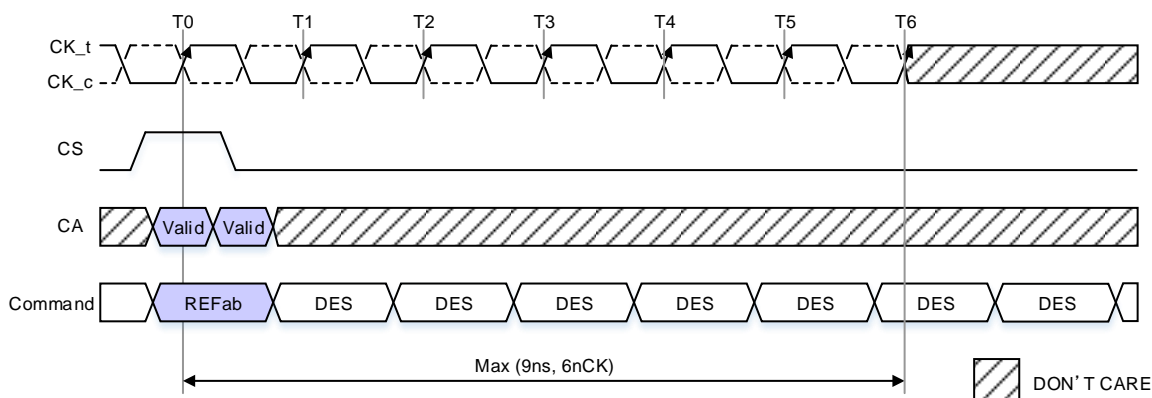 T0 T1 T2 T3 T4 T5 T6
CK_t
CK_c
CS
CA Valid Valid
Command REFab DES DES DES DES DES DES DES
Max (9ns, 6nCK)
DON'T CARE